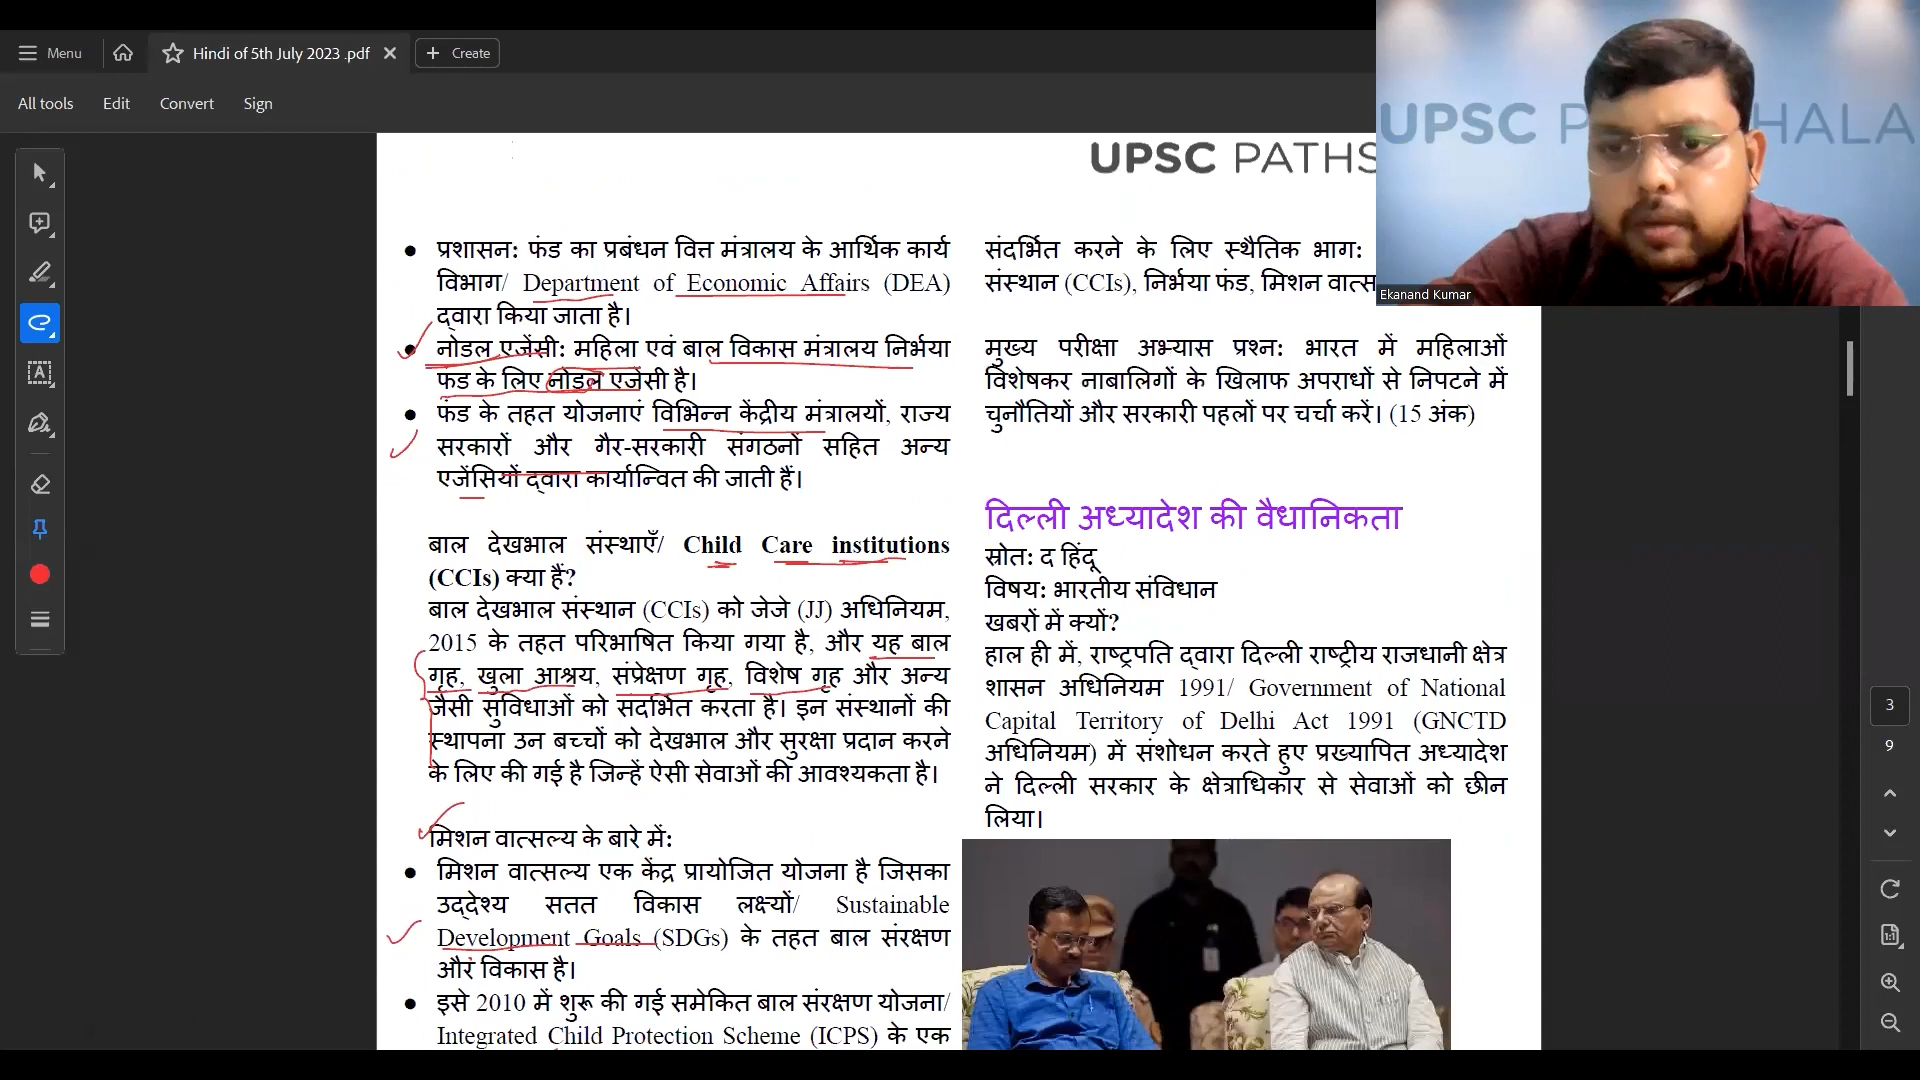 Menu
Hindi of 5th July 2023 .pdf
Create
All tools
Edit
Convert
Sign
UPSC PATHS
UPSC P
HALA
Ekanand Kumar
● प्रशासन: फंड का प्रबंधन वित्त मंत्रालय के आर्थिक कार्य
विभाग/ Department of Economic Affairs (DEA)
द्वारा किया जाता है।
● नोडल एजेंसी: महिला एवं बाल विकास मंत्रालय निर्भया
फंड के लिए नोडल एजेंसी है।
● फंड के तहत योजनाएं विभिन्न केंद्रीय मंत्रालयों, राज्य
सरकारों और गैर-सरकारी संगठनों सहित अन्य
एजेंसियों द्वारा कार्यान्वित की जाती हैं।
बाल देखभाल संस्थाएँ/ Child Care institutions
(CCIs) क्या हैं?
बाल देखभाल संस्थान (CCIs) को जेजे (JJ) अधिनियम,
2015 के तहत परिभाषित किया गया है, और यह बाल
गृह, खुला आश्रय, संप्रेक्षण गृह, विशेष गृह और अन्य
जैसी सुविधाओं को संदर्भित करता है। इन संस्थानों की
स्थापना उन बच्चों को देखभाल और सुरक्षा प्रदान करने
के लिए की गई है जिन्हें ऐसी सेवाओं की आवश्यकता है।
मिशन वात्सल्य के बारे में:
● मिशन वात्सल्य एक केंद्र प्रायोजित योजना है जिसका
उद्देश्य सतत विकास लक्ष्यों/ Sustainable
Development Goals (SDGs) के तहत बाल संरक्षण
और विकास है।
● इसे 2010 में शुरू की गई समेकित बाल संरक्षण योजना/
Integrated Child Protection Scheme (ICPS) के एक
संदर्भित करने के लिए स्थैतिक भाग:
संस्थान (CCIs), निर्भया फंड, मिशन वात्स
मुख्य परीक्षा अभ्यास प्रश्न: भारत में महिलाओं
विशेषकर नाबालिगों के खिलाफ अपराधों से निपटने में
चुनौतियों और सरकारी पहलों पर चर्चा करें। (15 अंक)
दिल्ली अध्यादेश की वैधानिकता
स्रोत: द हिंदू
विषय: भारतीय संविधान
खबरों में क्यों?
हाल ही में, राष्ट्रपति द्वारा दिल्ली राष्ट्रीय राजधानी क्षेत्र
शासन अधिनियम 1991/ Government of National
Capital Territory of Delhi Act 1991 (GNCTD
अधिनियम) में संशोधन करते हुए प्रख्यापित अध्यादेश
ने दिल्ली सरकार के क्षेत्राधिकार से सेवाओं को छीन
लिया।
3
9